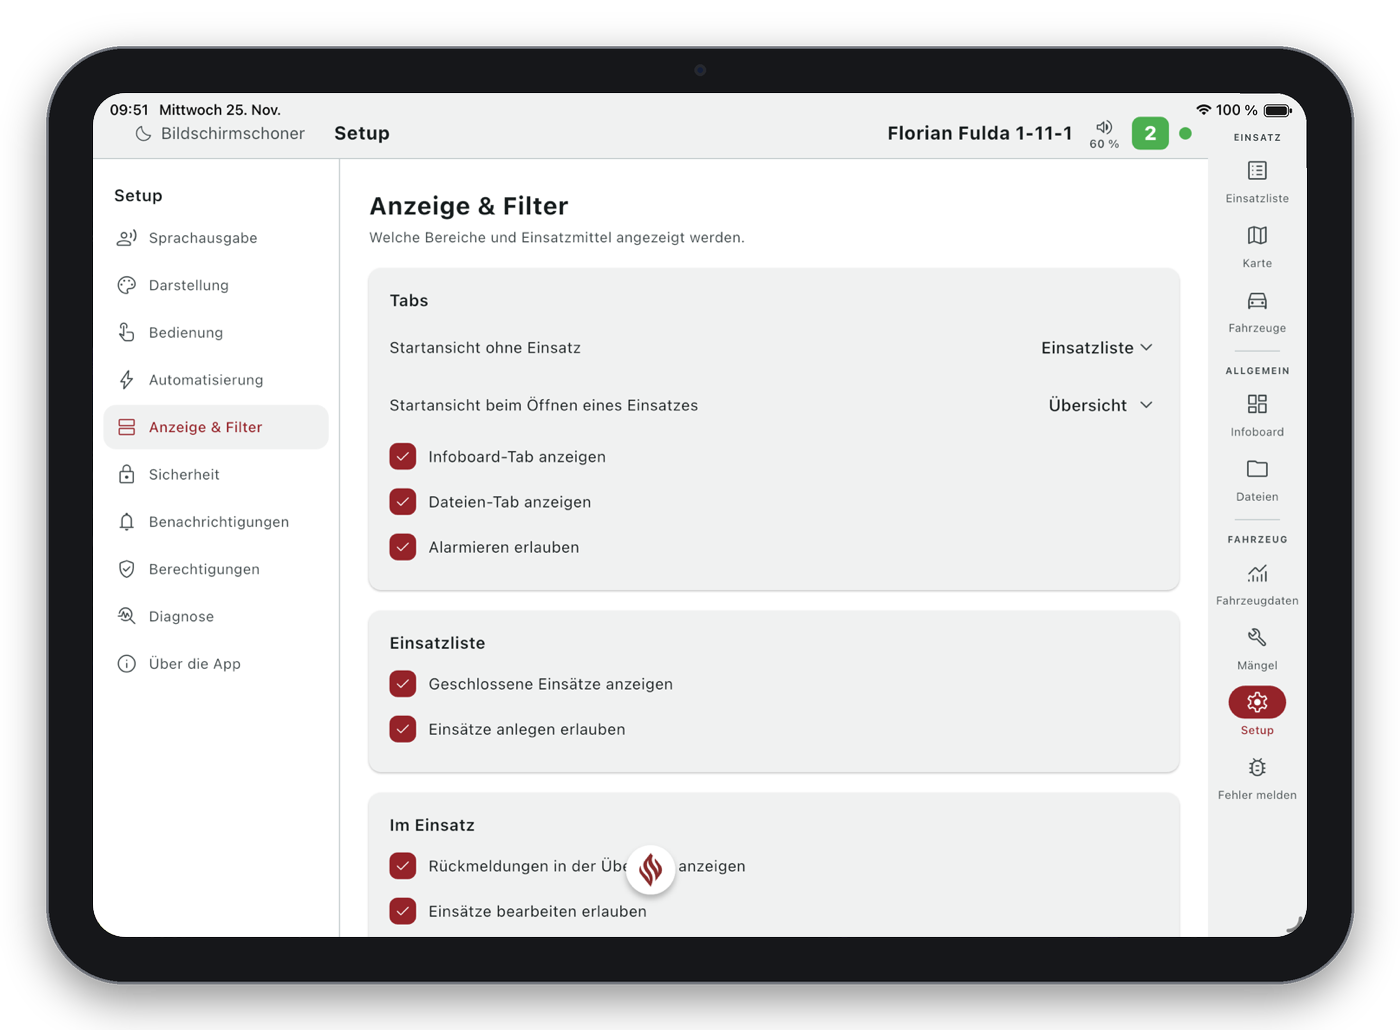 09:51 Mittwoch 25. Nov.
100 %
Bildschirmschoner
Setup
Florian Fulda 1-11-1
60 %
2
Setup
Sprachausgabe
Darstellung
Bedienung
Automatisierung
Anzeige & Filter
Sicherheit
Benachrichtigungen
Berechtigungen
Diagnose
Über die App
Anzeige & Filter
Welche Bereiche und Einsatzmittel angezeigt werden.
Tabs
Startansicht ohne Einsatz
Einsatzliste
Startansicht beim Öffnen eines Einsatzes
Übersicht
Infoboard-Tab anzeigen
Dateien-Tab anzeigen
Alarmieren erlauben
Einsatzliste
Geschlossene Einsätze anzeigen
Einsätze anlegen erlauben
Im Einsatz
Rückmeldungen in der anzeigen
Einsätze bearbeiten erlauben
EINSATZ
Einsatzliste
Karte
Fahrzeuge
ALLGEMEIN
Infoboard
Dateien
FAHRZEUG
Fahrzeugdaten
Mängel
Setup
Fehler melden